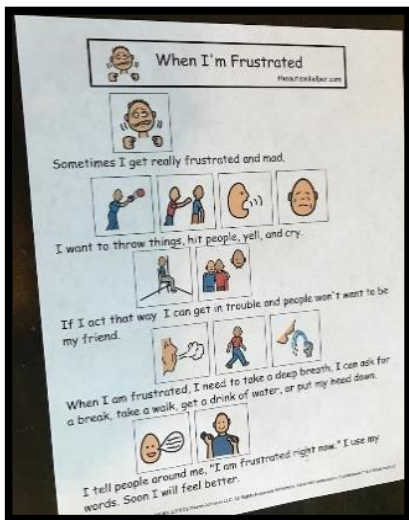 When I'm Frustrated
theautismhelper.com
Sometimes I get really frustrated and mad.
I want to throw things, hit people, yell, and cry.
If I act that way I can get in trouble and people won't want to be
my friend.
When I am frustrated, I need to take a deep breath. I can ask for
a break, take a walk, get a drink of water, or put my head down.
I tell people around me, "I am frustrated right now." I use my
words. Soon I will feel better.